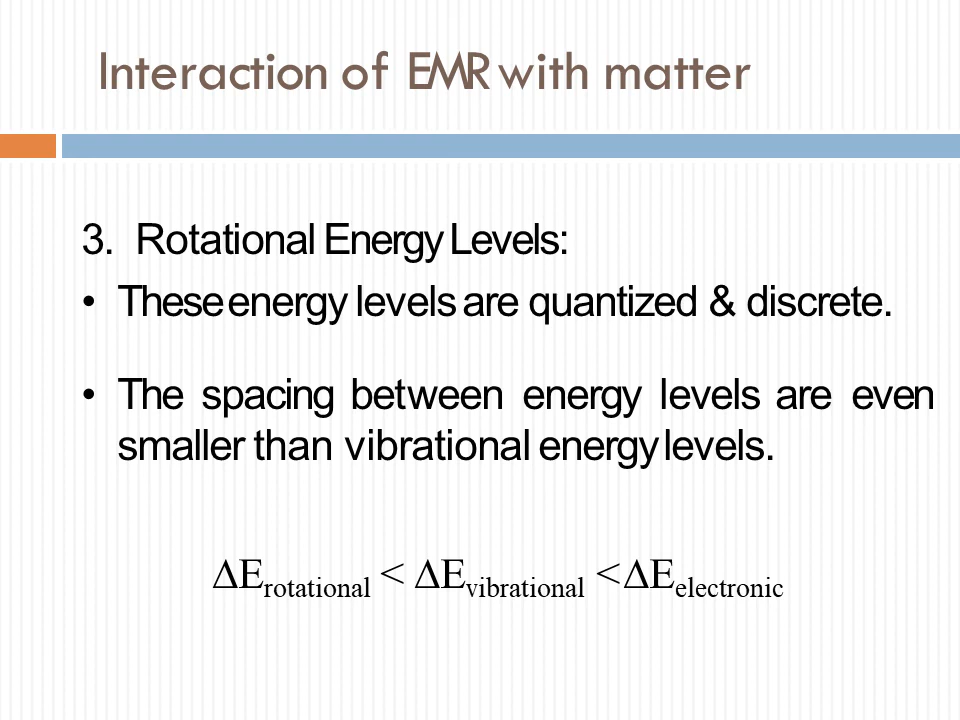 Interaction of EMR with matter
3. Rotational Energy Levels:
• These energy levels are quantized & discrete.
• The spacing between energy levels are even
smaller than vibrational energy levels.
ΔErotational < ΔEvibrational < ΔEelectronic